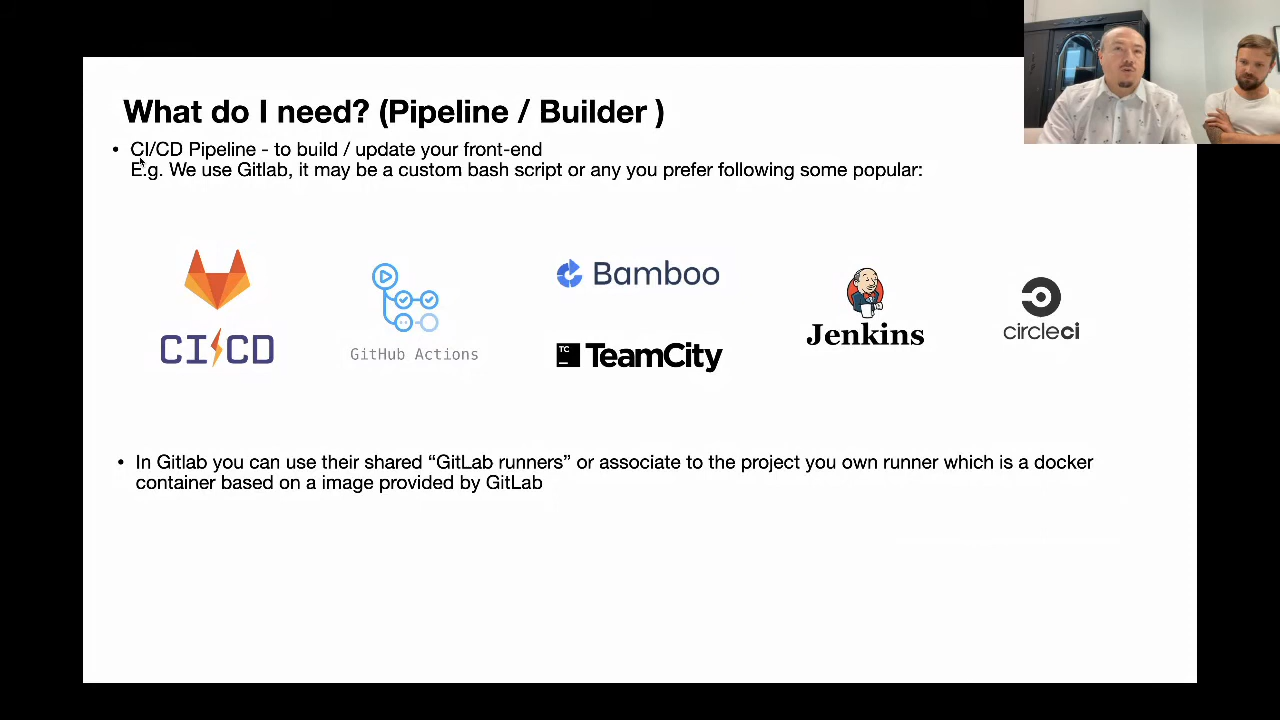 What do I need? (Pipeline / Builder )
• CI/CD Pipeline - to build / update your front-end
E.g. We use Gitlab, it may be a custom bash script or any you prefer following some popular:
CI CD
GitHub Actions
Bamboo
TC TeamCity
Jenkins
circleci
• In Gitlab you can use their shared “GitLab runners” or associate to the project you own runner which is a docker
container based on a image provided by GitLab